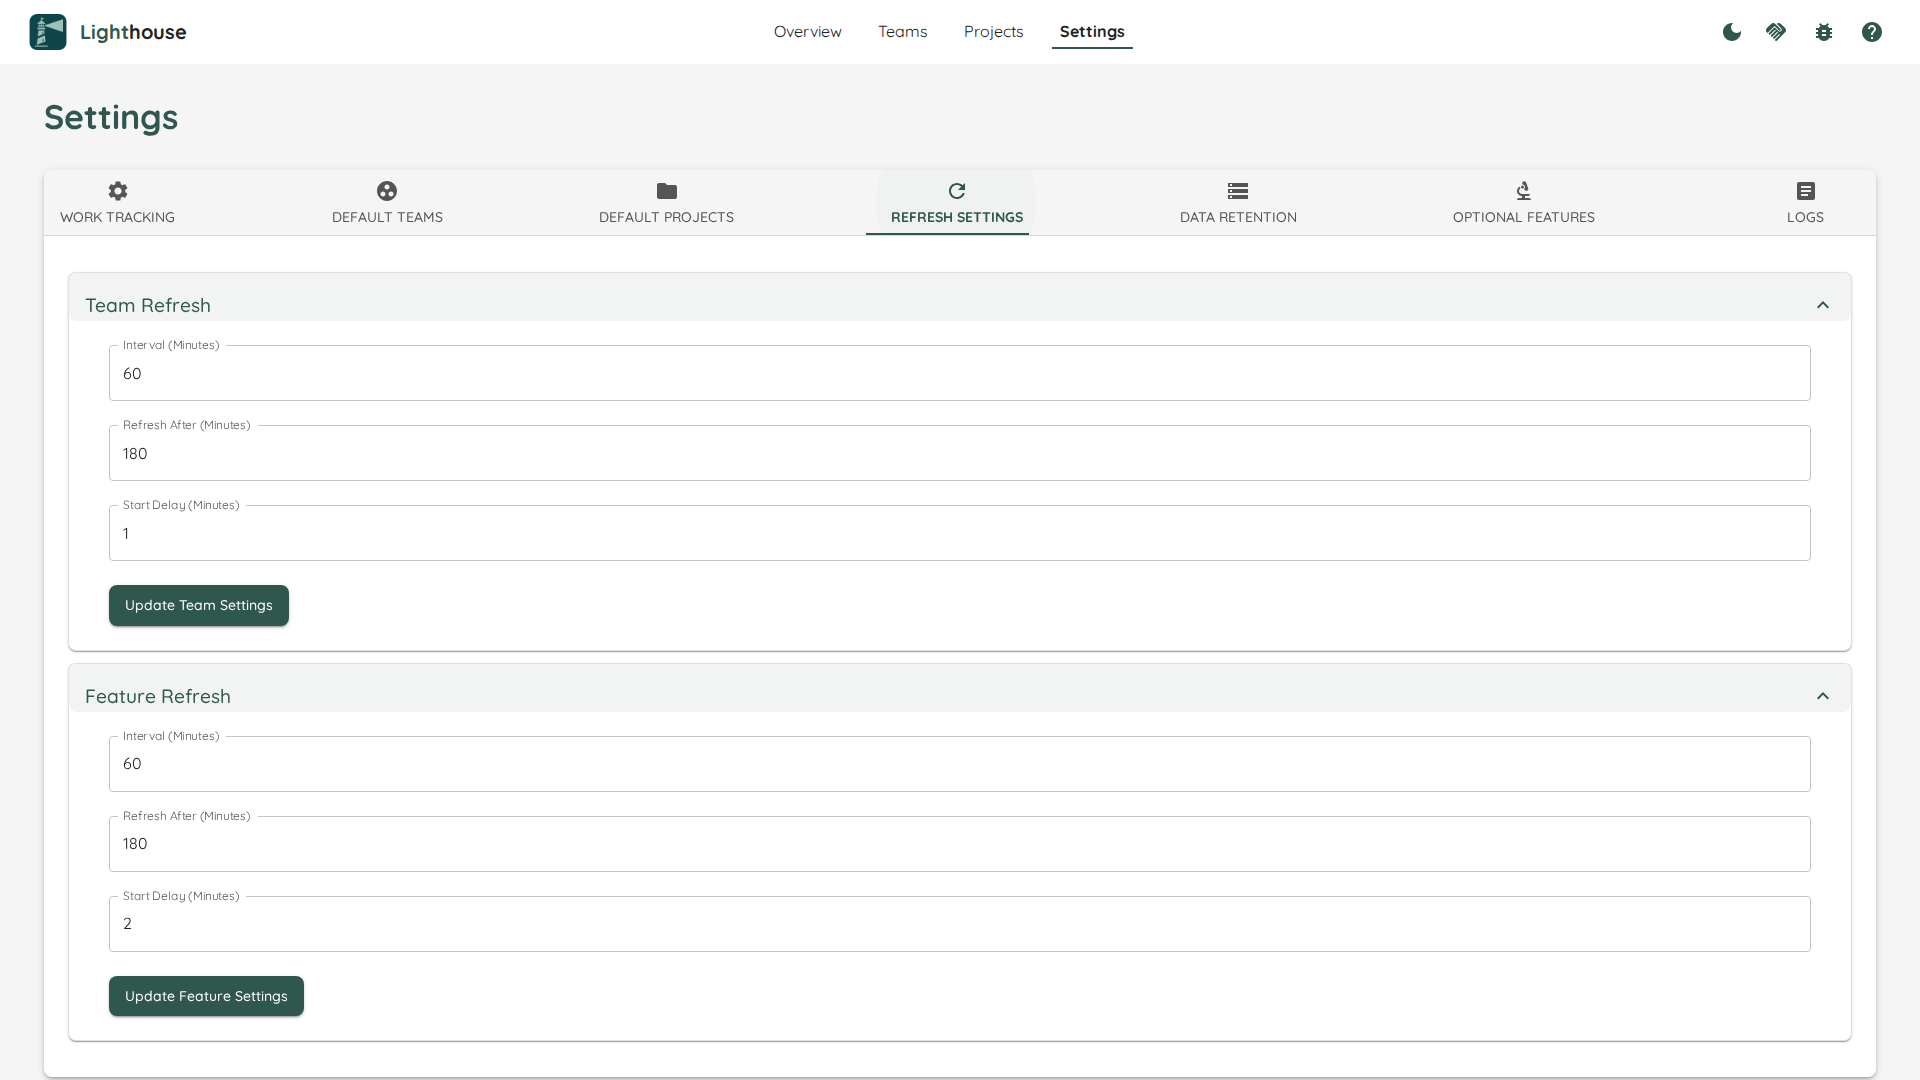 Lighthouse
Overview
Teams
Projects
Settings
Settings
WORK TRACKING
DEFAULT TEAMS
DEFAULT PROJECTS
REFRESH SETTINGS
DATA RETENTION
OPTIONAL FEATURES
LOGS
Team Refresh
Interval (Minutes)
60
Refresh After (Minutes)
180
Start Delay (Minutes)
1
Update Team Settings
Feature Refresh
Interval (Minutes)
60
Refresh After (Minutes)
180
Start Delay (Minutes)
2
Update Feature Settings